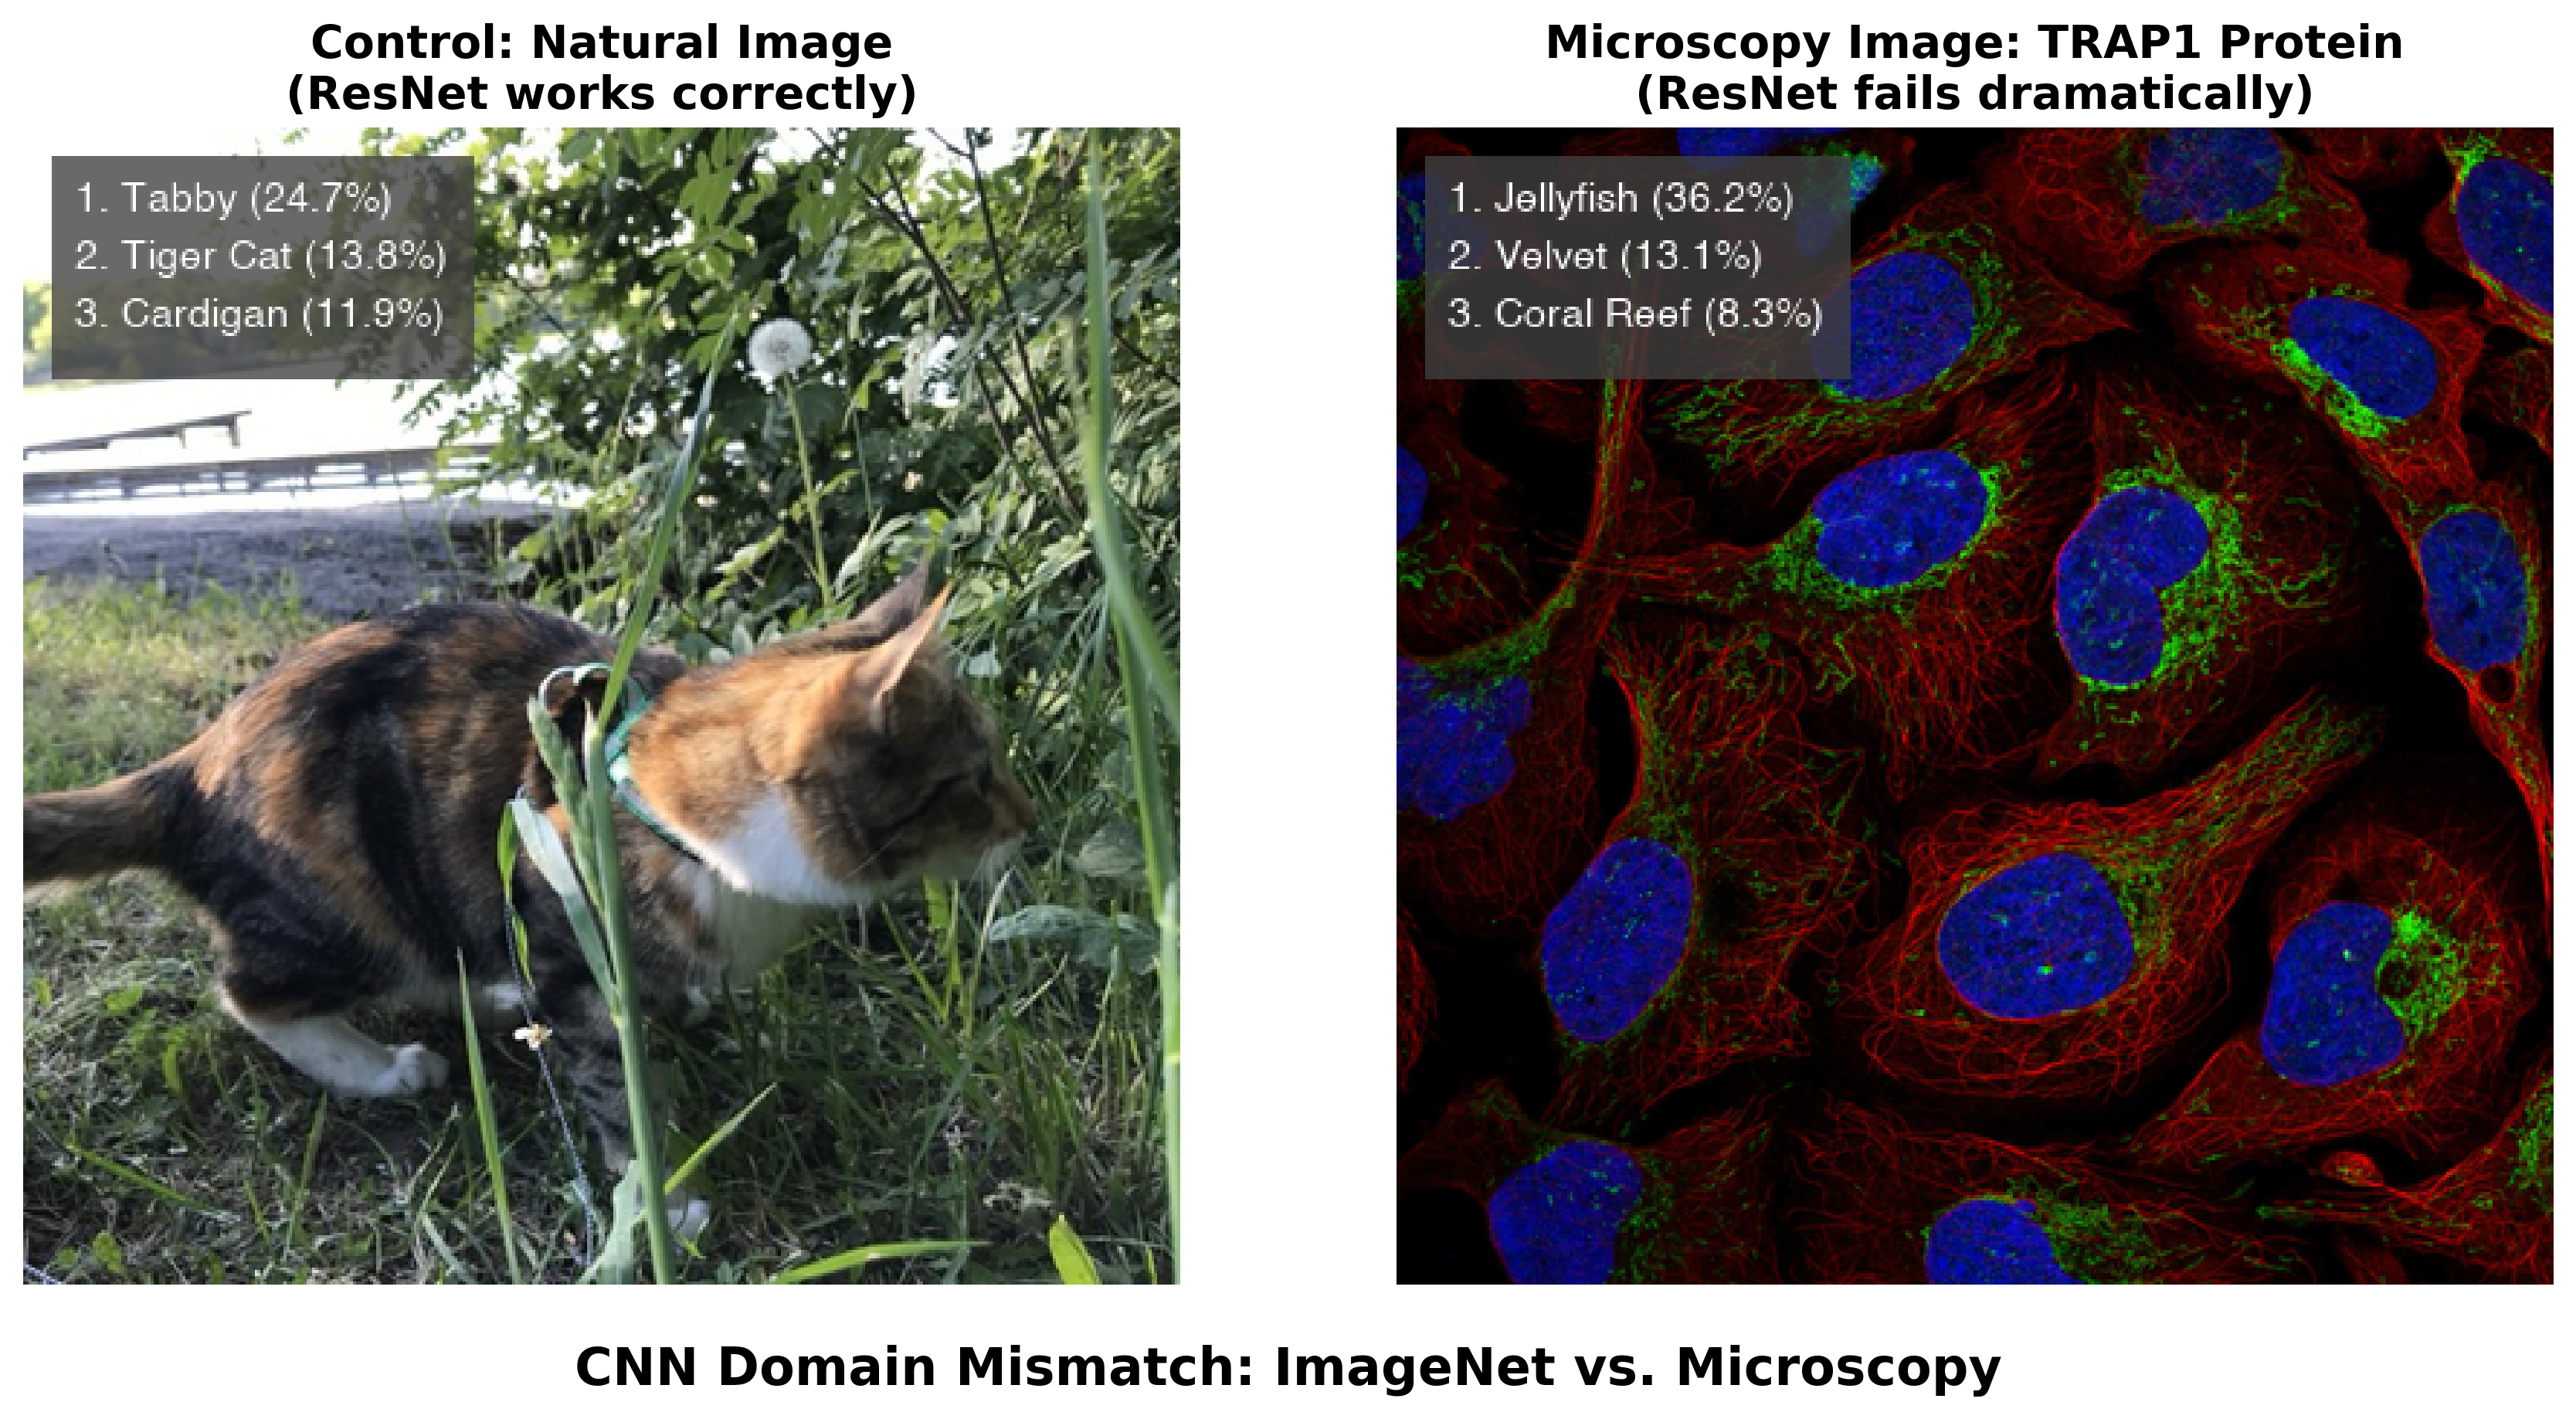 Control: Natural Image
(ResNet works correctly)
1. Tabby (24.7%)
2. Tiger Cat (13.8%)
3. Cardigan (11.9%)
Microscopy Image: TRAP1 Protein
(ResNet fails dramatically)
1. Jellyfish (36.2%)
2. Velvet (13.1%)
3. Coral Reef (8.3%)
CNN Domain Mismatch: ImageNet vs. Microscopy